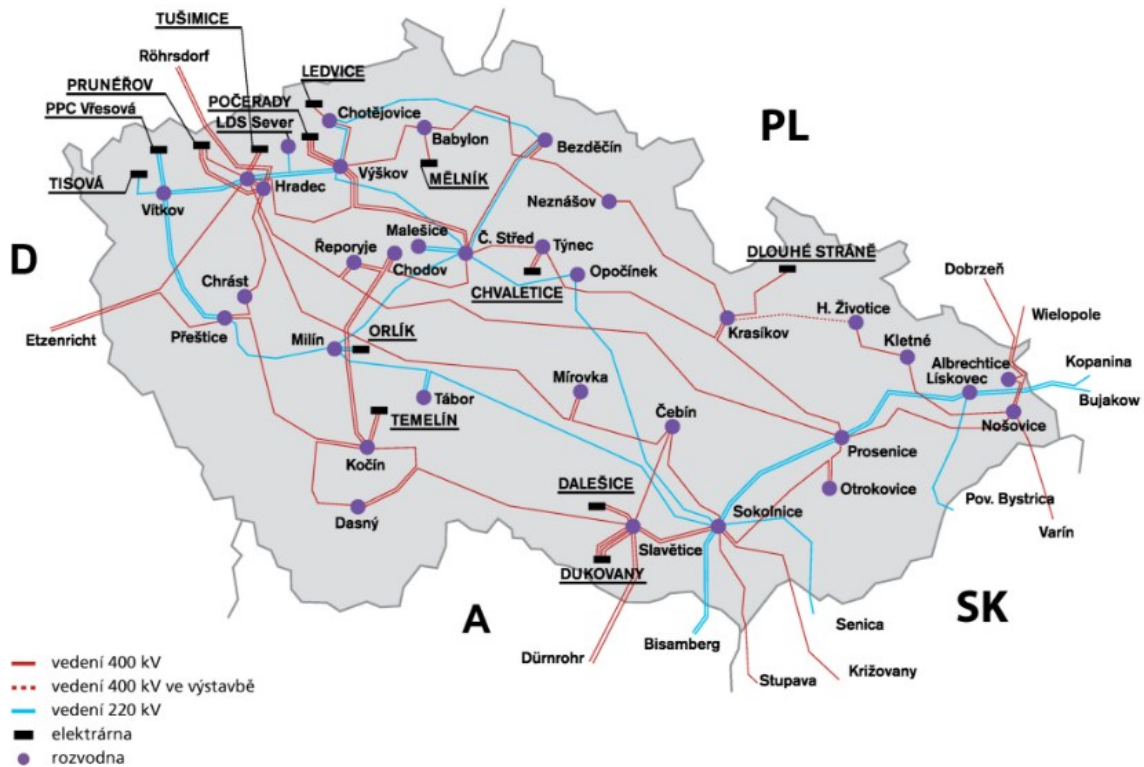 TUŠIMICE
Röhrsdorf
PRUNÉŘOV
LEDVICE
PPC Vřesová
POČERADY
LDS Sever
Chotějovice
Babylon
Bezděčín
PL
TISOVÁ
Výškov
MĚLNÍK
Vítkov
Hradec
Neznášov
Malešice
Č. Střed
Týnec
D
Řeporyje
Chodov
Opočínek
DLOUHÉ STRÁNĚ
Dobrzeń
Chrást
CHVALETICE
H. Životice
Wielopole
Etzenricht
Přeštice
Milín
ORLÍK
Krasíkov
Kletné
Albrechtice
Kopanina
Lískovec
Mírovka
Bujakow
Tábor
Čebín
Nošovice
TEMELÍN
Prosenice
Kočín
DALEŠICE
Otrokovice
Pov. Bystrica
Dasný
Sokolnice
Varín
Slavětice
DUKOVANY
A
SK
Senica
Bisamberg
Dürnrohr
Križovany
Stupava
vedení 400 kV
vedení 400 kV ve výstavbě
vedení 220 kV
elektrárna
rozvodna